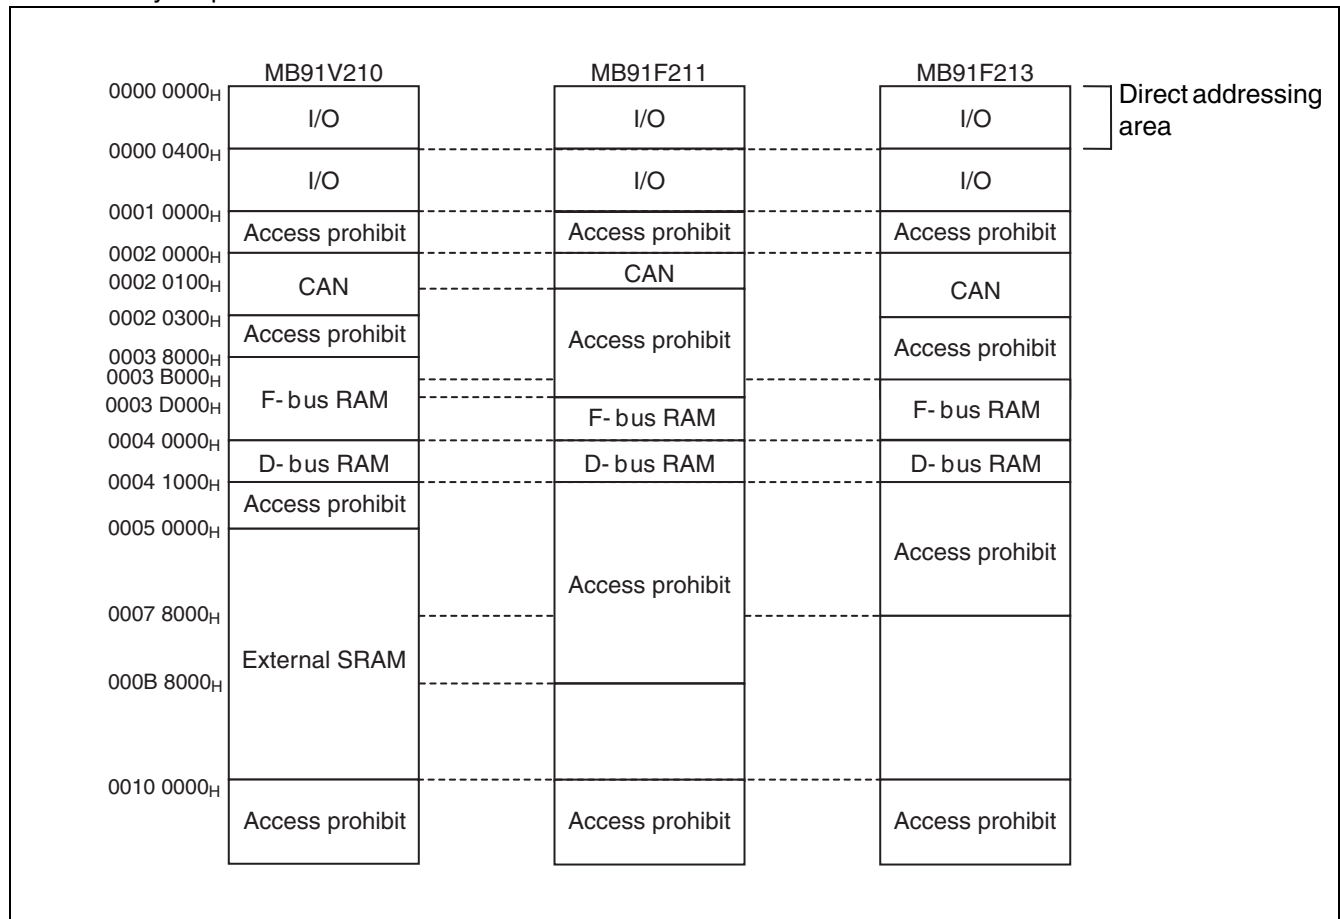 MB91V210 MB91F211 MB91F213
0000 0000H
I/O I/O I/O
Direct addressing
area
0000 0400H
I/O I/O I/O
0001 0000H
Access prohibit Access prohibit Access prohibit
0002 0000H
CAN
0002 0100H
CAN CAN
0002 0300H
Access prohibit Access prohibit Access prohibit
0003 8000H
0003 B000H
F-bus RAM F-bus RAM F-bus RAM
0003 D000H
0004 0000H
D-bus RAM D-bus RAM D-bus RAM
0004 1000H
Access prohibit
0005 0000H
Access prohibit
Access prohibit
0007 8000H
External SRAM
000B 8000H
0010 0000H
Access prohibit Access prohibit Access prohibit